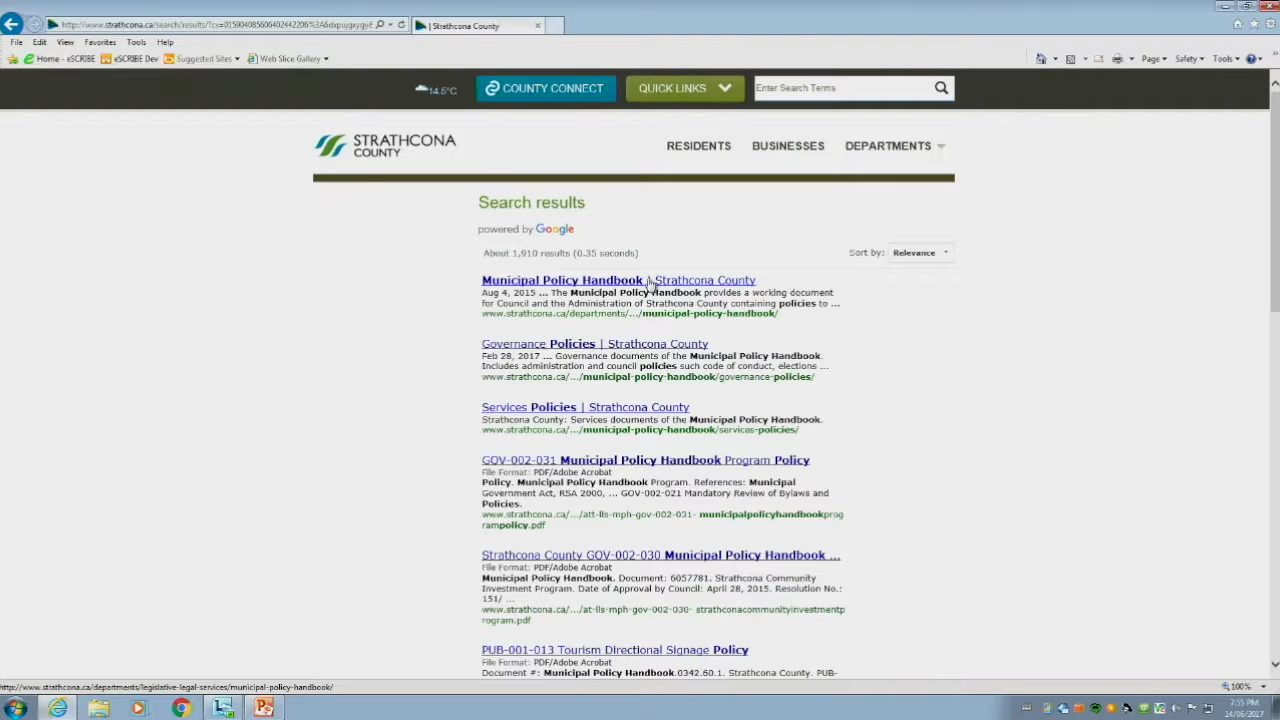 http://www.strathcona.ca/search/results/?cx=
| Strathcona County
File Edit View Favorites Tools Help
Home - eSCRIBE eSCRIBE Dev Suggested Sites Web Slice Gallery
Page Safety Tools
14.5°C COUNTY CONNECT QUICK LINKS Enter Search Terms
STRATHCONA
COUNTY
RESIDENTS BUSINESSES DEPARTMENTS
Search results
powered by Google
About 1,910 results (0.35 seconds) Sort by: Relevance
Municipal Policy Handbook | Strathcona County
Aug 4, 2015 ... The Municipal Policy Handbook provides a working document
for Council and the Administration of Strathcona County containing policies to ...
www.strathcona.ca/departments/.../municipal-policy-handbook/
Governance Policies | Strathcona County
Feb 28, 2017 ... Governance documents of the Municipal Policy Handbook.
Includes administration and council policies such code of conduct, elections ...
www.strathcona.ca/.../municipal-policy-handbook/governance-policies/
Services Policies | Strathcona County
Strathcona County: Services documents of the Municipal Policy Handbook.
www.strathcona.ca/.../municipal-policy-handbook/services-policies/
GOV-002-031 Municipal Policy Handbook Program Policy
File Format: PDF/Adobe Acrobat
Policy. Municipal Policy Handbook Program. References: Municipal
Government Act, RSA 2000, ... GOV-002-021 Mandatory Review of Bylaws and
Policies.
www.strathcona.ca/.../att-lls-mph-gov-002-031- municipalpolicyhandbookprog
rampolicy.pdf
Strathcona County GOV-002-030 Municipal Policy Handbook ...
File Format: PDF/Adobe Acrobat
Municipal Policy Handbook. Document: 6057781. Strathcona Community
Investment Program. Date of Approval by Council: April 28, 2015. Resolution No.:
151/ ...
www.strathcona.ca/.../at-lls-mph-gov-002-030- strathconacommunityinvestmentp
rogram.pdf
PUB-001-013 Tourism Directional Signage Policy
File Format: PDF/Adobe Acrobat
Document #: Municipal Policy Handbook.0342.60.1. Strathcona County. PUB-
http://www.strathcona.ca/departments/legislative-legal-services/municipal-policy-handbook/
100%
7:55 PM
14/06/2017